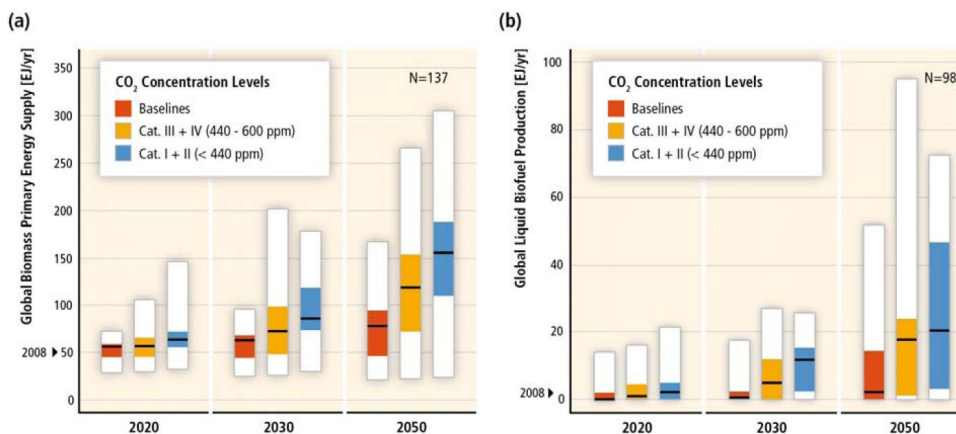 (a)
Global Biomass Primary Energy Supply [EJ/yr]
350
300
250
200
150
100
50
0
2008
CO2 Concentration Levels
Baselines
Cat. III + IV (440 - 600 ppm)
Cat. I + II (< 440 ppm)
N=137
2020
2030
2050
(b)
Global Liquid Biofuel Production [EJ/yr]
100
80
60
40
20
0
2008
CO2 Concentration Levels
Baselines
Cat. III + IV (440 - 600 ppm)
Cat. I + II (< 440 ppm)
N=98
2020
2030
2050